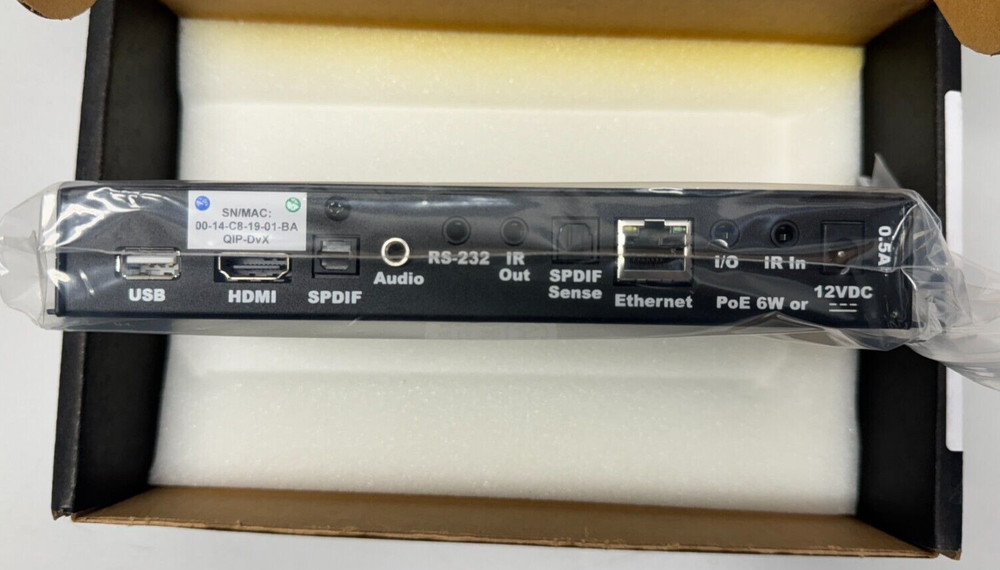 SN/MAC:
00-14-C8-19-01-BA
QIP-DvX
USB
HDMI
SPDIF
Audio
RS-232
IR
Out
SPDIF
Sense
Ethernet
I/O
IR In
PoE 6W or
12VDC
0.5A